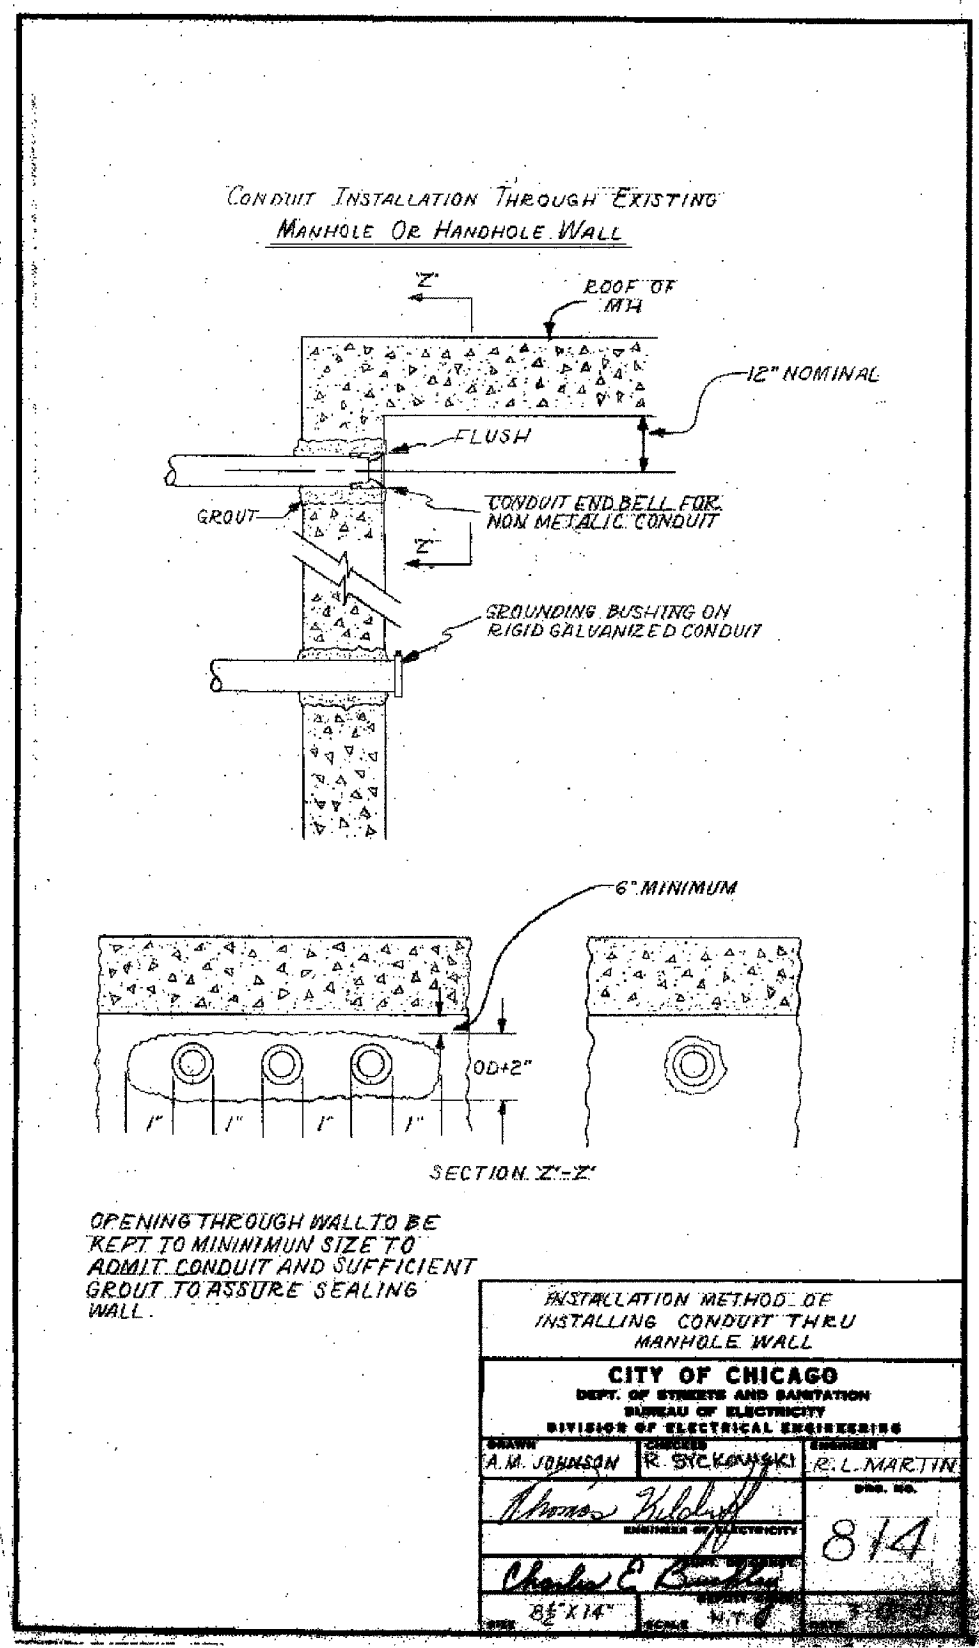 CONDUIT INSTALLATION THROUGH EXISTING
MANHOLE OR HANDHOLE WALL
"Z"
ROOF OF
MH
12" NOMINAL
FLUSH
CONDUIT END BELL FOR
NON METALIC CONDUIT
GROUT
"Z"
GROUNDING BUSHING ON
RIGID GALVANIZED CONDUIT
6" MINIMUM
OD+2"
1" 1" 1" 1"
SECTION "Z"-"Z"
OPENING THROUGH WALL TO BE
KEPT TO MININIMUN SIZE TO
ADMIT CONDUIT AND SUFFICIENT
GROUT TO ASSURE SEALING
WALL.
INSTALLATION METHOD OF
INSTALLING CONDUIT THRU
MANHOLE WALL
CITY OF CHICAGO
DEPT. OF STREETS AND SANITATION
BUREAU OF ELECTRICITY
DIVISION OF ELECTRICAL ENGINEERING
DRAWN CHECKED ENGINEER
A.M. JOHNSON R. SYCKOWSKI R.L. MARTIN
DRG. NO.
Thomas
814
ENGINEER OF ELECTRICITY
Charles E.
SIZE 8½" X 14" SCALE N.T. DATE